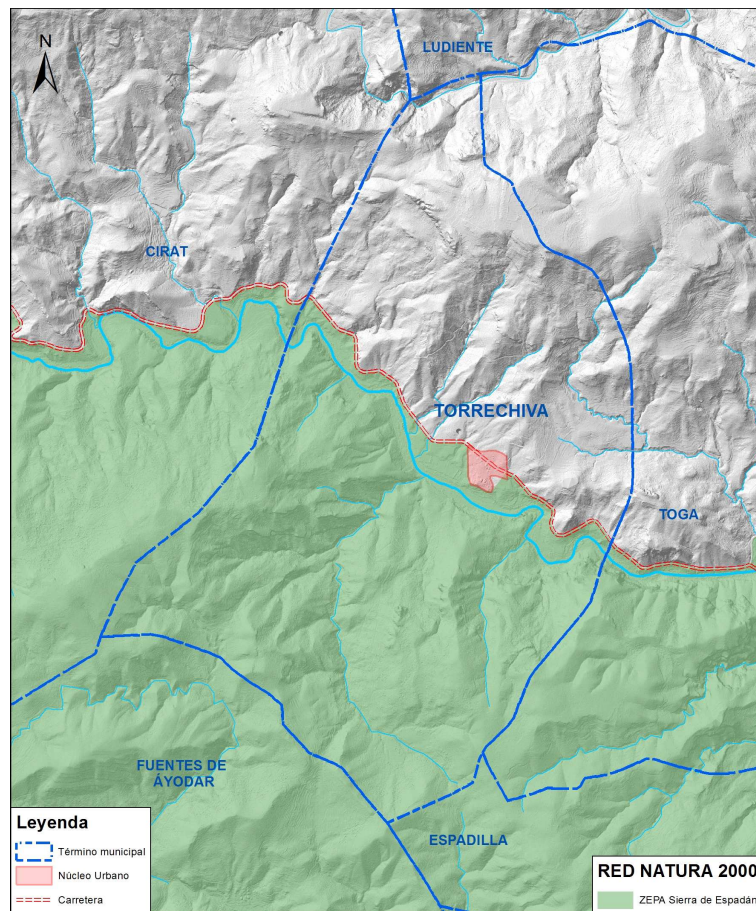 N
LUDIENTE
CIRAT
TORRECHIVA
TOGA
FUENTES DE
ÁYODAR
ESPADILLA
Leyenda
Término municipal
Núcleo Urbano
Carretera
RED NATURA 2000
ZEPA Sierra de Espadán